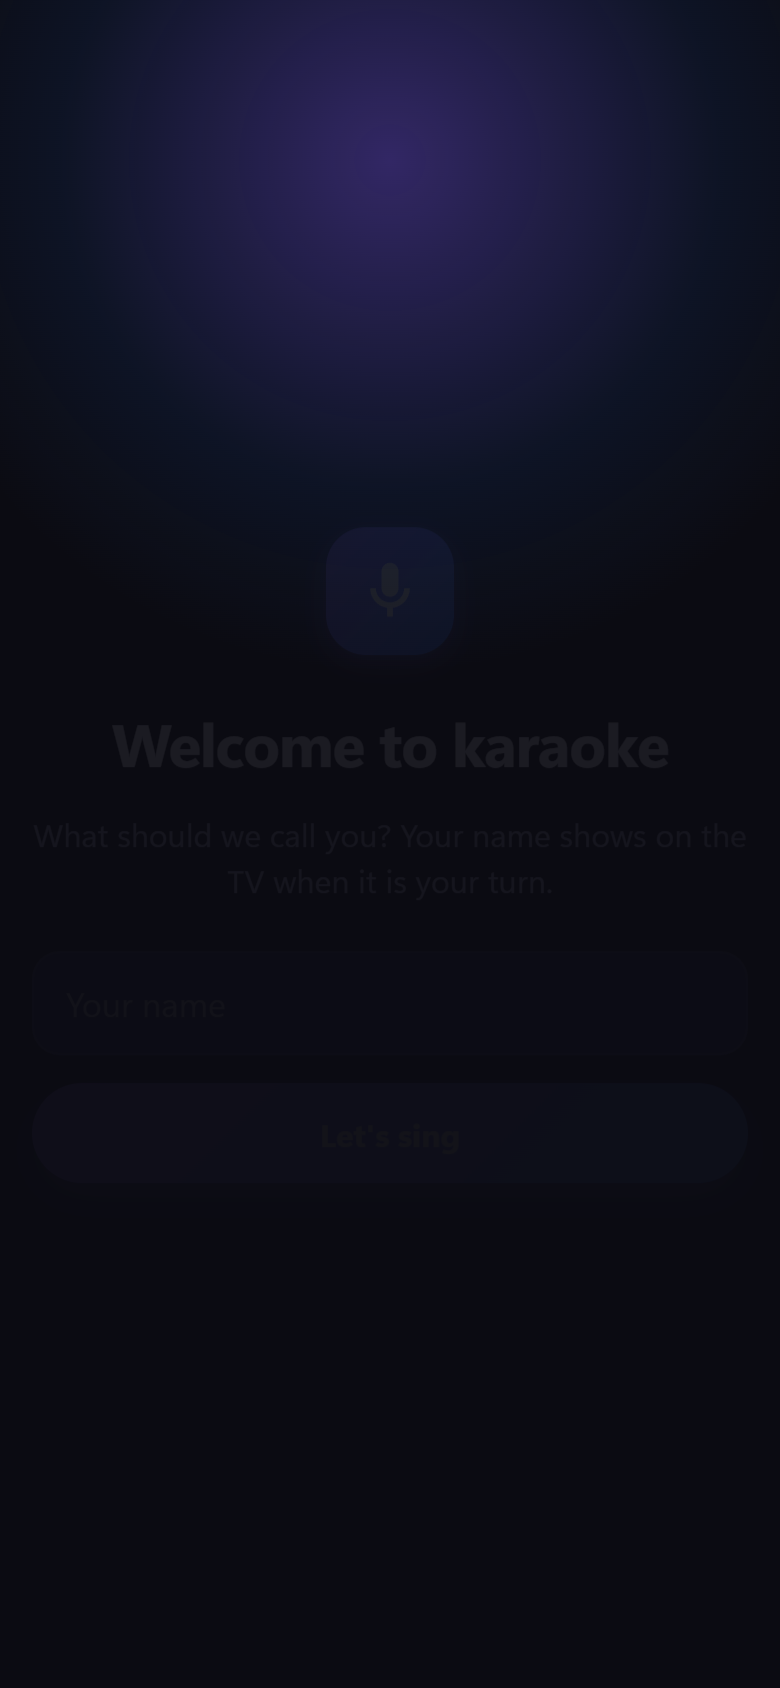 Welcome to karaoke
What should we call you? Your name shows on the
TV when it is your turn.
Your name
Let's sing